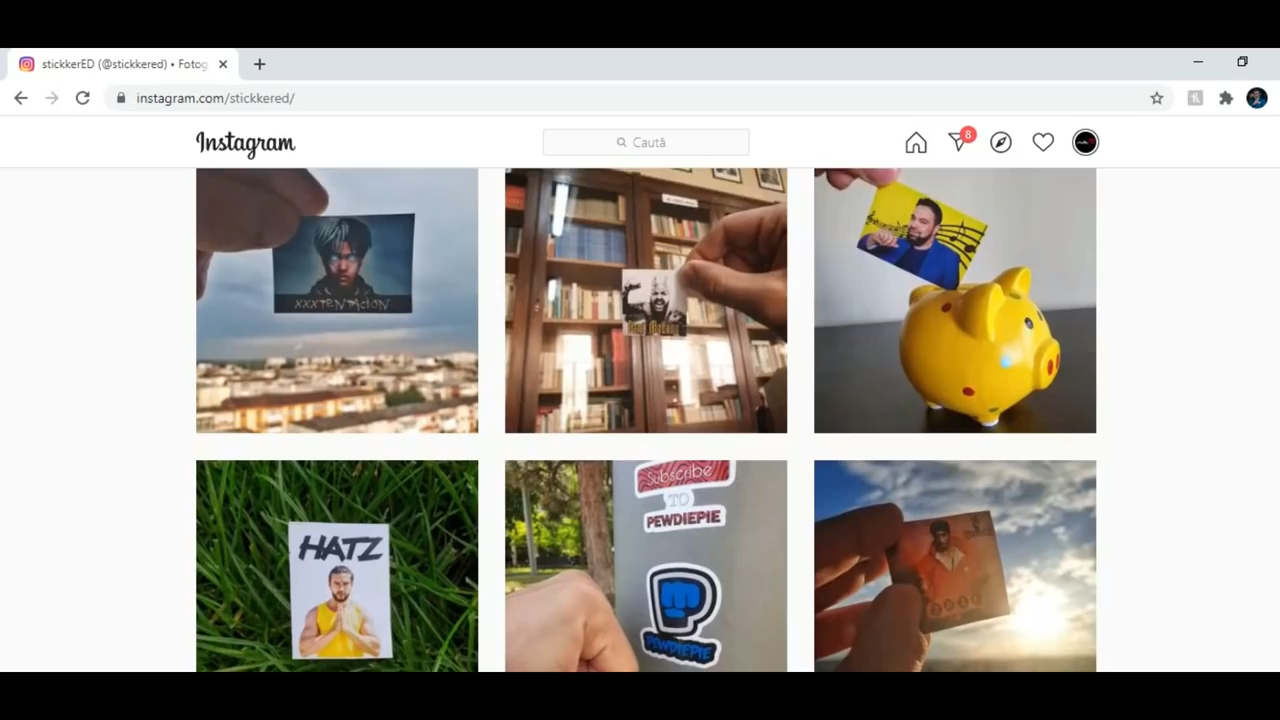 stickkerED (@stickkered) • Fotog
instagram.com/stickkered/
Instagram
Caută
8
XXXTENTACION
HATZ
Subscribe
TO
PEWDIEPIE
PEWDIEPIE